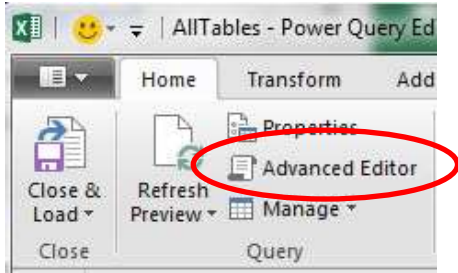 AllTables - Power Query Ed
Home Transform Add
Properties
Advanced Editor
Close & Load
Refresh Preview
Manage
Close Query